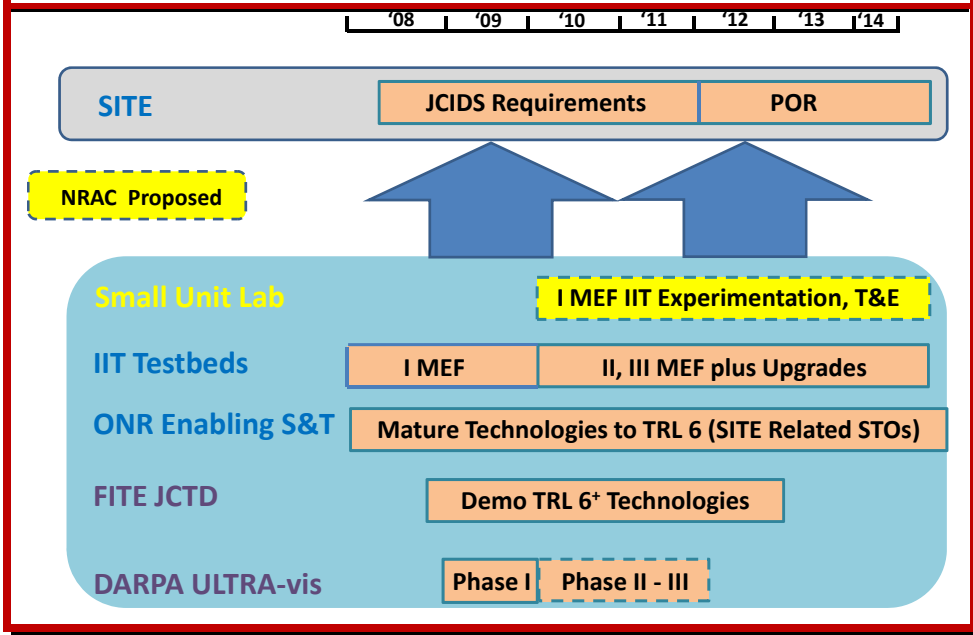 ‘08 ‘09 ‘10 ‘11 ‘12 ‘13 ‘14
SITE JCIDS Requirements POR
NRAC Proposed
Small Unit Lab I MEF IIT Experimentation, T&E
IIT Testbeds I MEF II, III MEF plus Upgrades
ONR Enabling S&T Mature Technologies to TRL 6 (SITE Related STOs)
FITE JCTD Demo TRL 6⁺ Technologies
DARPA ULTRA-vis Phase I Phase II - III